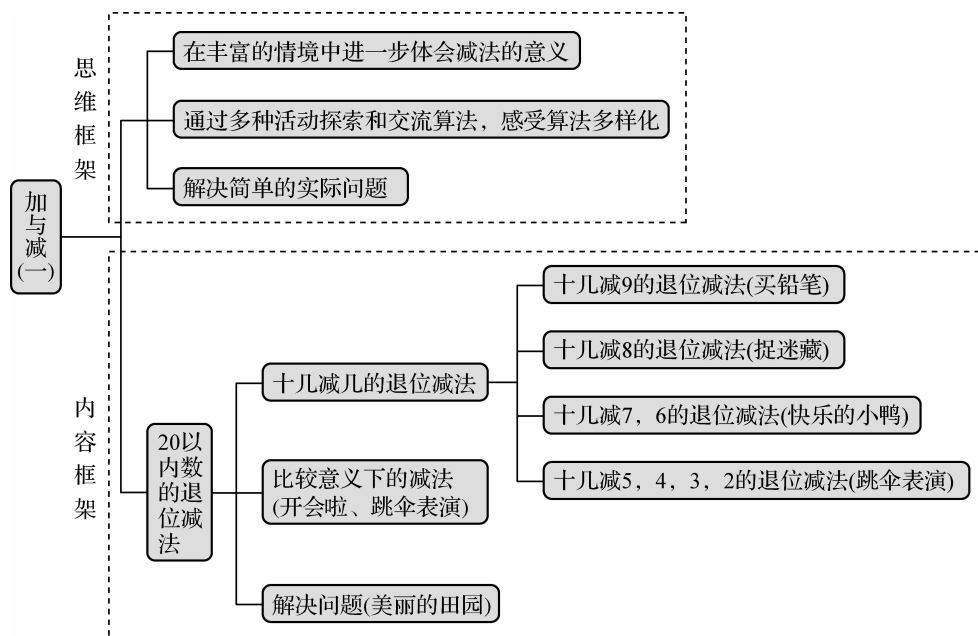 加与减(一)
思维框架
在丰富的情境中进一步体会减法的意义
通过多种活动探索和交流算法，感受算法多样化
解决简单的实际问题
内容框架
20以
内数
的退
位减
法
十几减几的退位减法
十几减9的退位减法(买铅笔)
十几减8的退位减法(捉迷藏)
十几减7，6的退位减法(快乐的小鸭)
十几减5，4，3，2的退位减法(跳伞表演)
比较意义下的减法
(开会啦、跳伞表演)
解决问题(美丽的田园)